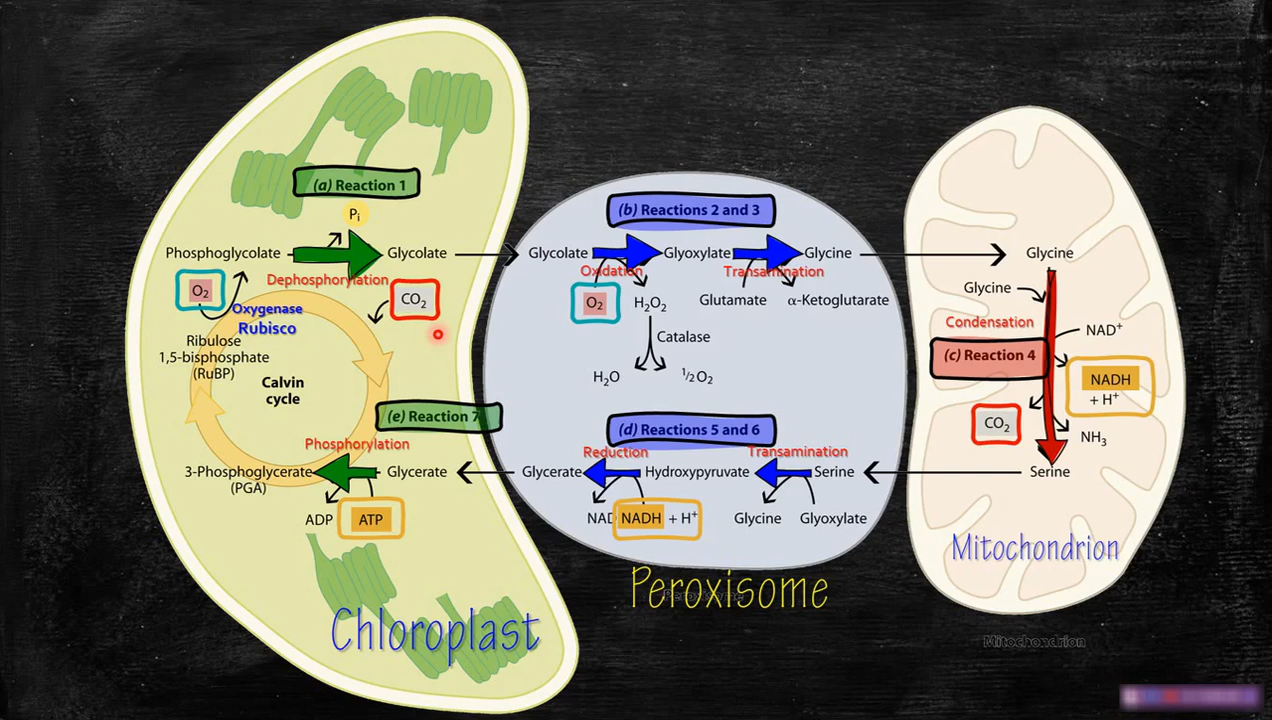 (a) Reaction 1
Pi
Phosphoglycolate
Glycolate
Dephosphorylation
O2
CO2
Oxygenase
Rubisco
Ribulose
1,5-bisphosphate
(RuBP)
Calvin
cycle
(e) Reaction 7
Phosphorylation
3-Phosphoglycerate
(PGA)
Glycerate
ADP
ATP
Chloroplast
(b) Reactions 2 and 3
Glycolate
Glyoxylate
Glycine
Oxidation
Transamination
O2
H2O2
Glutamate
α-Ketoglutarate
Catalase
H2O
1/2O2
(d) Reactions 5 and 6
Reduction
Transamination
Glycerate
Hydroxypyruvate
Serine
NAD
NADH + H+
Glycine
Glyoxylate
Peroxisome
Glycine
Glycine
Condensation
NAD+
(c) Reaction 4
NADH
+ H+
CO2
NH3
Serine
Mitochondrion
Mitochondrion